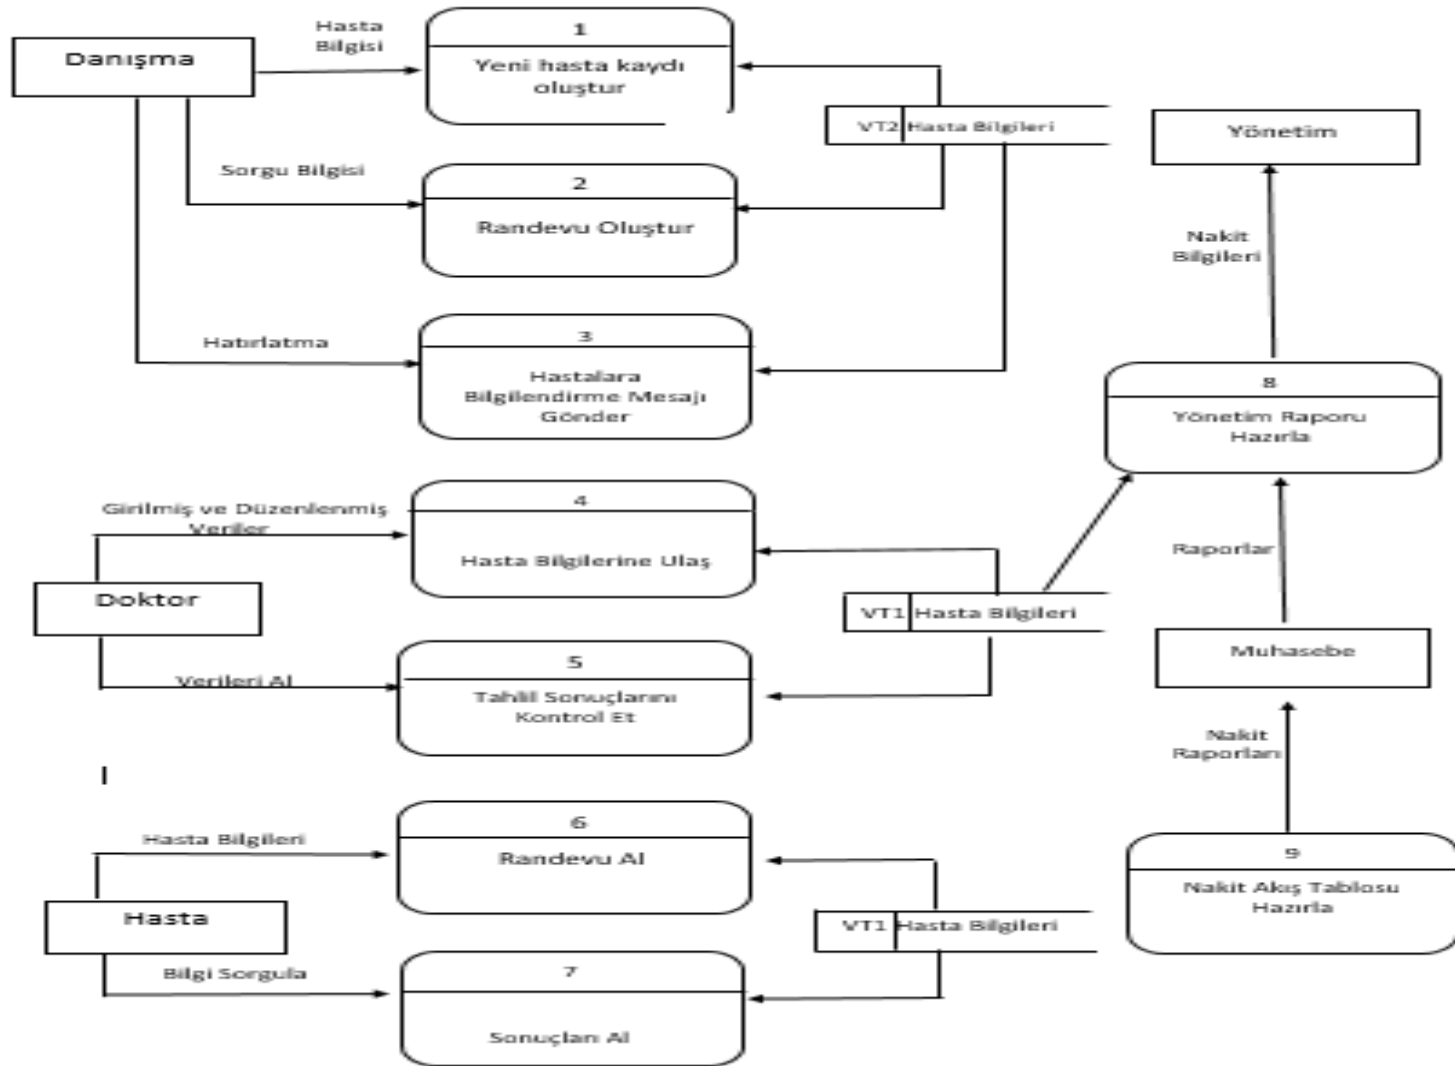 Danışma
Hasta
Bilgisi
1
Yeni hasta kaydı
oluştur
VT2 Hasta Bilgileri
Yönetim
Sorgu Bilgisi
2
Randevu Oluştur
Nakit
Bilgileri
Hatırlatma
3
Hastalara
Bilgilendirme Mesajı
Gönder
8
Yönetim Raporu
Hazırla
Girilmiş ve Düzenlenmiş
Veriler
4
Hasta Bilgilerine Ulaş
Raporlar
Doktor
VT1 Hasta Bilgileri
Muhasebe
Verileri Al
5
Tahlil Sonuçlarını
Kontrol Et
Nakit
Raporları
Hasta Bilgileri
6
Randevu Al
9
Nakit Akış Tablosu
Hazırla
Hasta
VT1 Hasta Bilgileri
Bilgi Sorgula
7
Sonuçları Al